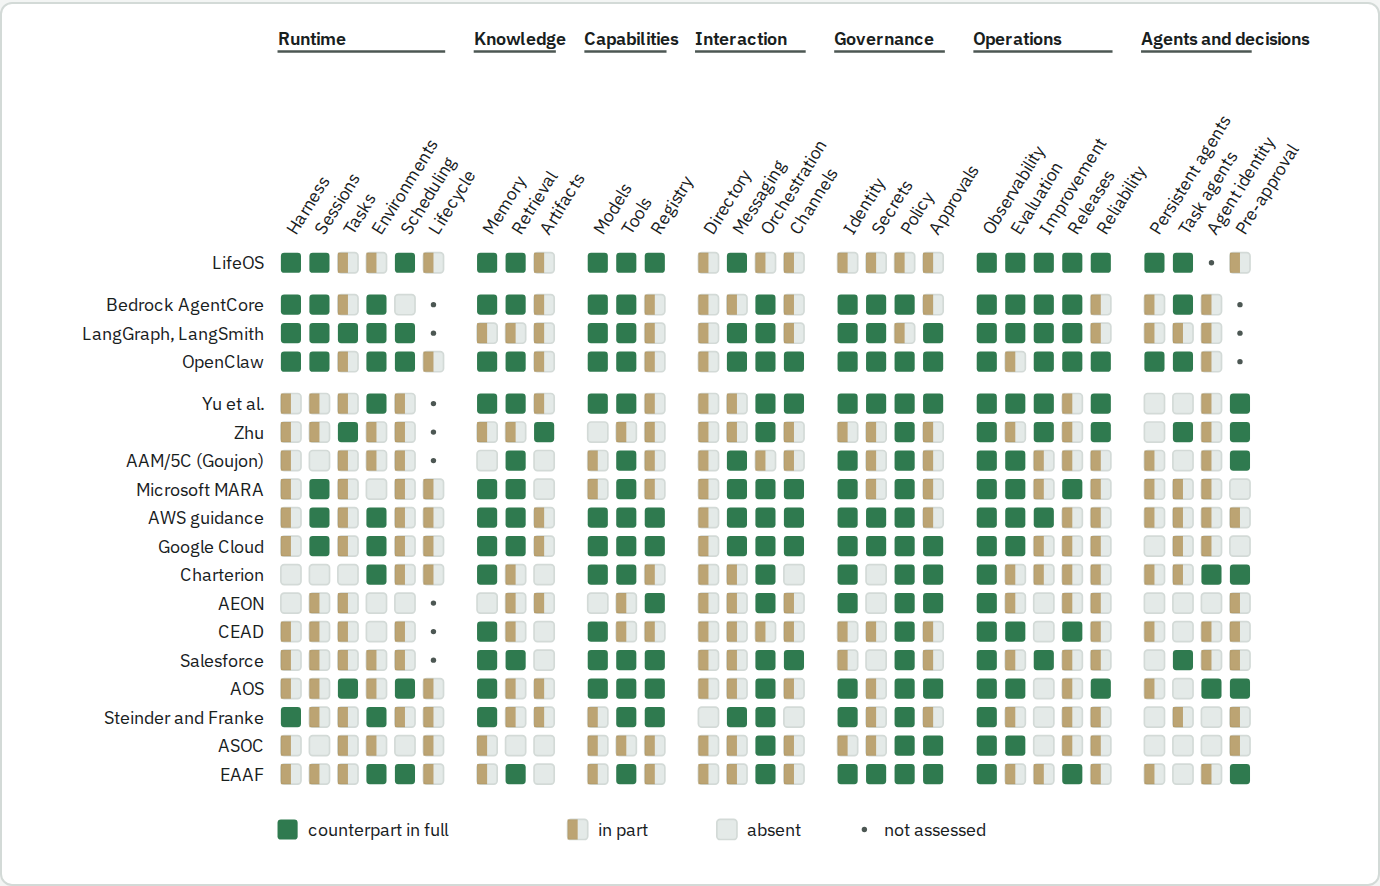 Runtime
Knowledge
Capabilities
Interaction
Governance
Operations
Agents and decisions
Harness
Sessions
Tasks
Environments
Scheduling
Lifecycle
Memory
Retrieval
Artifacts
Models
Tools
Registry
Directory
Messaging
Orchestration
Channels
Identity
Secrets
Policy
Approvals
Observability
Evaluation
Improvement
Releases
Reliability
Persistent agents
Task agents
Agent identity
Pre-approval
LifeOS
Bedrock AgentCore
LangGraph, LangSmith
OpenClaw
Yu et al.
Zhu
AAM/5C (Goujon)
Microsoft MARA
AWS guidance
Google Cloud
Charterion
AEON
CEAD
Salesforce
AOS
Steinder and Franke
ASOC
EAAF
counterpart in full
in part
absent
not assessed